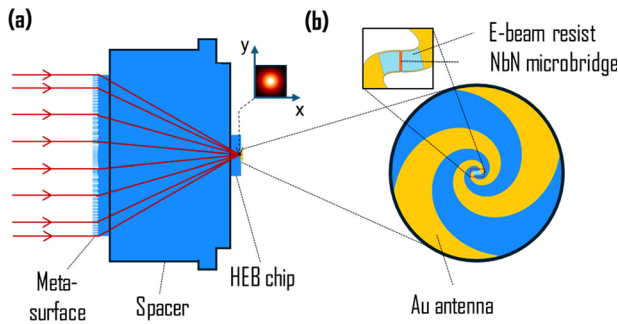 (a)
y
x
Meta-
surface
Spacer
HEB chip
(b)
E-beam resist
NbN microbridge
Au antenna